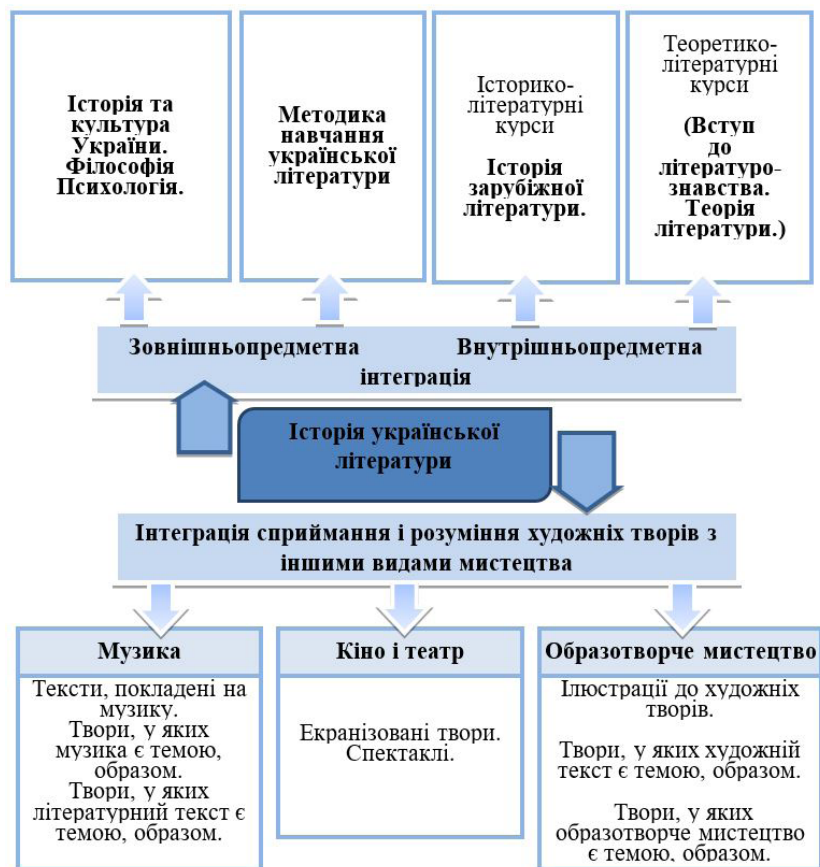 Історія та
культура
України.
Філософія
Психологія.
Методика
навчання
української
літератури
Історико-
літературні
курси
Історія
зарубіжної
літератури.
Теоретико-
літературні
курси
(Вступ
до
літературо-
знавства.
Теорія
літератури.)
Зовнішньопредметна Внутрішньопредметна
інтеграція
Історія української
літератури
Інтеграція сприймання і розуміння художніх творів з
іншими видами мистецтва
Музика
Тексти, покладені на
музику.
Твори, у яких
музика є темою,
образом.
Твори, у яких
літературний текст є
темою, образом.
Кіно і театр
Екранізовані твори.
Спектаклі.
Образотворче мистецтво
Ілюстрації до художніх
творів.
Твори, у яких художній
текст є темою, образом.
Твори, у яких
образотворче мистецтво
є темою, образом.